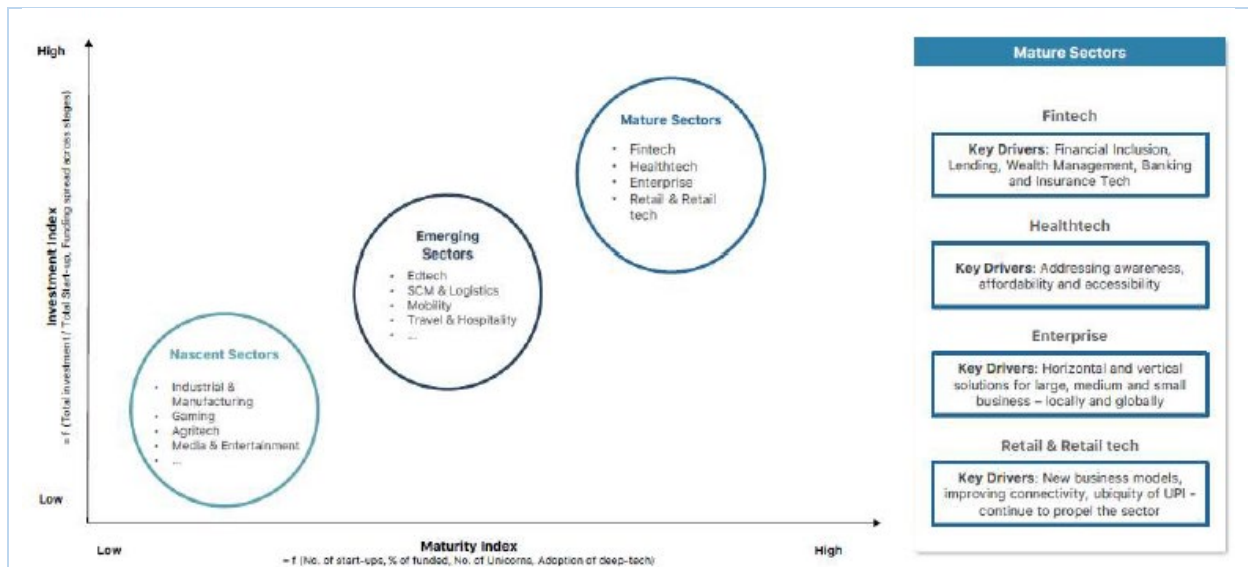 High
Investment Index
= f (Total investment / Total Start-up, Funding spread across stages)
Low
Mature Sectors
• Fintech
• Healthtech
• Enterprise
• Retail & Retail
tech
Emerging
Sectors
• Edtech
• SCM & Logistics
• Mobility
• Travel & Hospitality
• ...
Nascent Sectors
• Industrial &
Manufacturing
• Gaming
• Agritech
• Media & Entertainment
• ...
Low
Maturity Index
= f (No. of start-ups, % of funded, No. of Unicorns, Adoption of deep-tech)
High
Mature Sectors
Fintech
Key Drivers: Financial Inclusion,
Lending, Wealth Management, Banking
and Insurance Tech
Healthtech
Key Drivers: Addressing awareness,
affordability and accessibility
Enterprise
Key Drivers: Horizontal and vertical
solutions for large, medium and small
business – locally and globally
Retail & Retail tech
Key Drivers: New business models,
improving connectivity, ubiquity of UPI -
continue to propel the sector